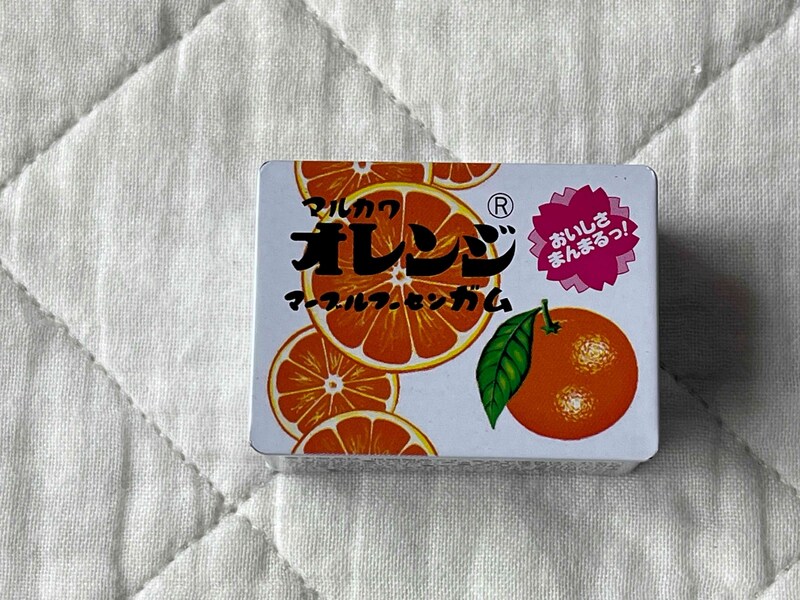 マルカワ
オレンジ®
マーブルフーセンガム
おいしさ
まんまるっ!